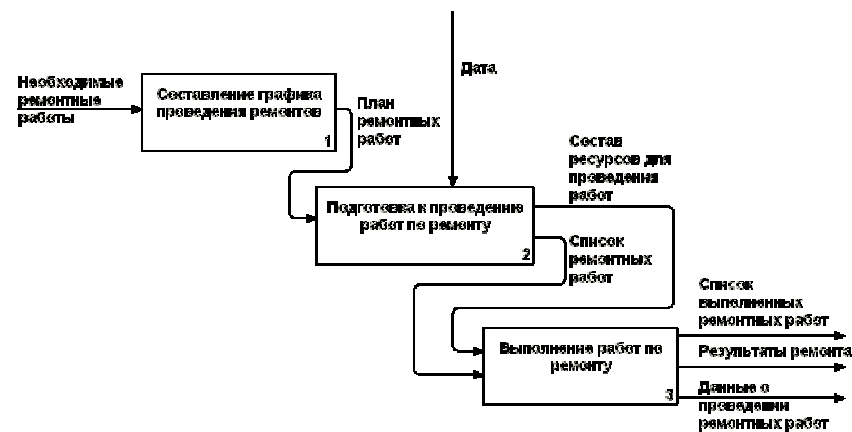 Дата
Необходимые
ремонтные
работы
Составление графика
проведения ремонтов
1
План
ремонтных
работ
Состав
ресурсов для
проведения
работ
Подготовка к проведению
работ по ремонту
2
Список
ремонтных
работ
Список
выполненных
ремонтных работ
Выполнение работ по
ремонту
3
Результаты ремонта
Данные о
проведении
ремонтных работ